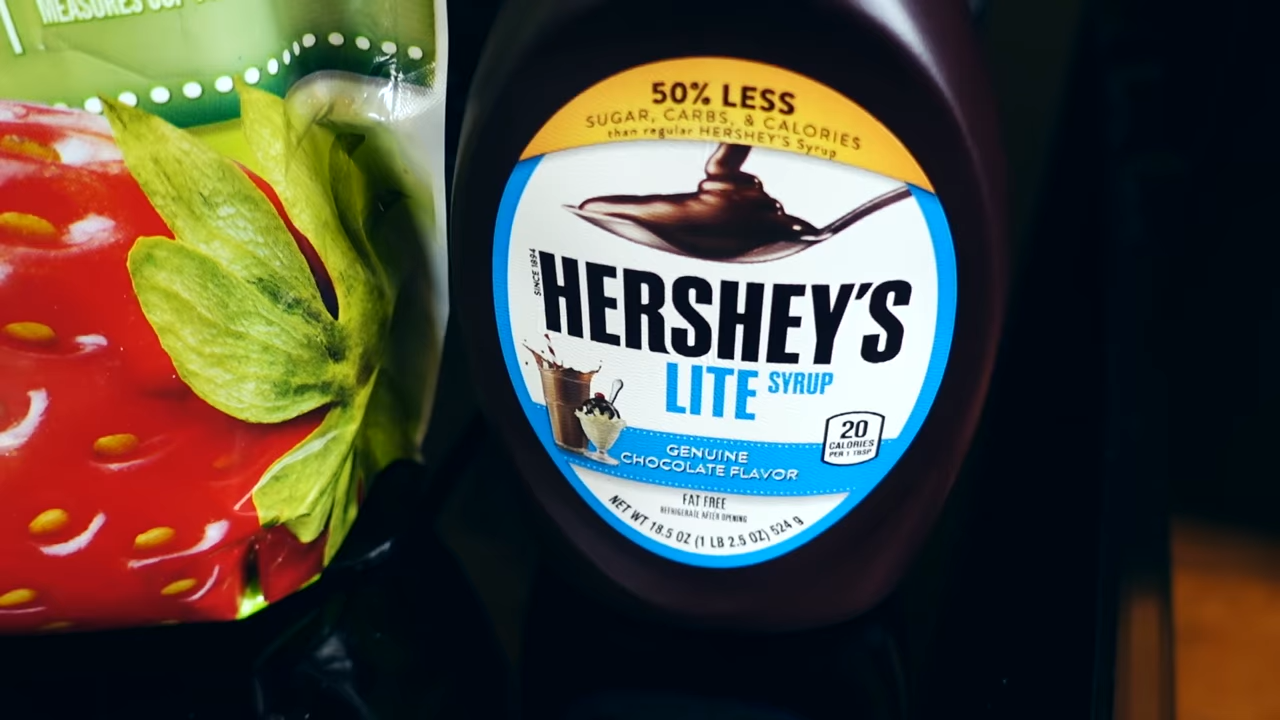 MEASURES CUP
50% LESS
SUGAR, CARBS, & CALORIES
than regular HERSHEY'S Syrup
SINCE 1894
HERSHEY'S
LITE SYRUP
20
CALORIES
PER 1 TBSP
GENUINE
CHOCOLATE FLAVOR
FAT FREE
REFRIGERATE AFTER OPENING
NET WT 18.5 OZ (1 LB 2.5 OZ) 524 g